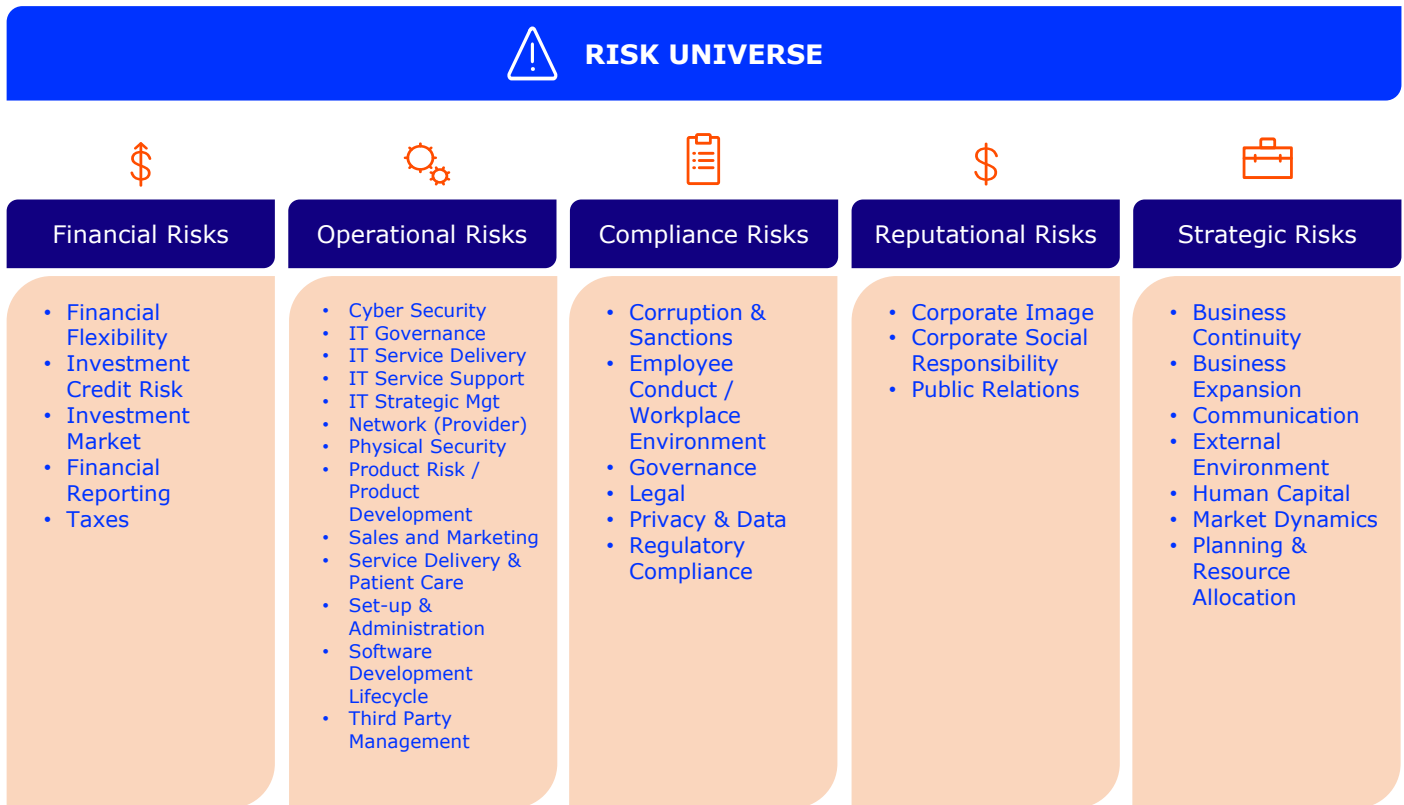 RISK UNIVERSE
Financial Risks
• Financial
Flexibility
• Investment
Credit Risk
• Investment
Market
• Financial
Reporting
• Taxes
Operational Risks
• Cyber Security
• IT Governance
• IT Service Delivery
• IT Service Support
• IT Strategic Mgt
• Network (Provider)
• Physical Security
• Product Risk /
Product
Development
• Sales and Marketing
• Service Delivery &
Patient Care
• Set-up &
Administration
• Software
Development
Lifecycle
• Third Party
Management
Compliance Risks
• Corruption &
Sanctions
• Employee
Conduct /
Workplace
Environment
• Governance
• Legal
• Privacy & Data
• Regulatory
Compliance
Reputational Risks
• Corporate Image
• Corporate Social
Responsibility
• Public Relations
Strategic Risks
• Business
Continuity
• Business
Expansion
• Communication
• External
Environment
• Human Capital
• Market Dynamics
• Planning &
Resource
Allocation